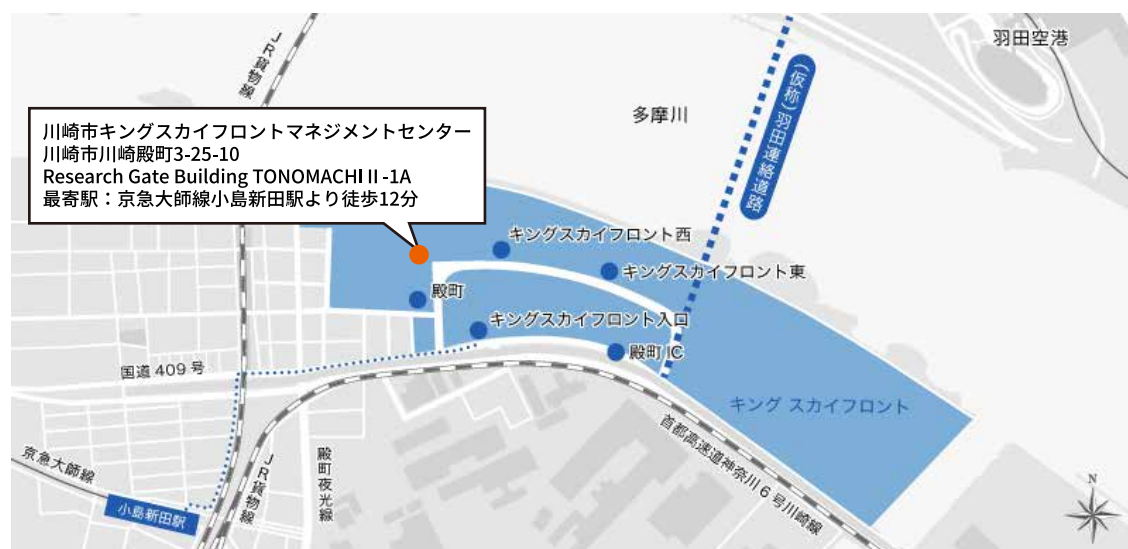 JR貨物線
羽田空港
(仮称)羽田連絡道路
多摩川
川崎市キングスカイフロントマネジメントセンター
川崎市川崎殿町3-25-10
Research Gate Building TONOMACHIⅡ-1A
最寄駅：京急大師線小島新田駅より徒歩12分
キングスカイフロント西
キングスカイフロント東
殿町
キングスカイフロント入口
殿町 IC
国道 409 号
キング スカイフロント
首都高速道神奈川 6 号川崎線
京急大師線
小島新田駅
JR貨物線
殿町夜光線
N